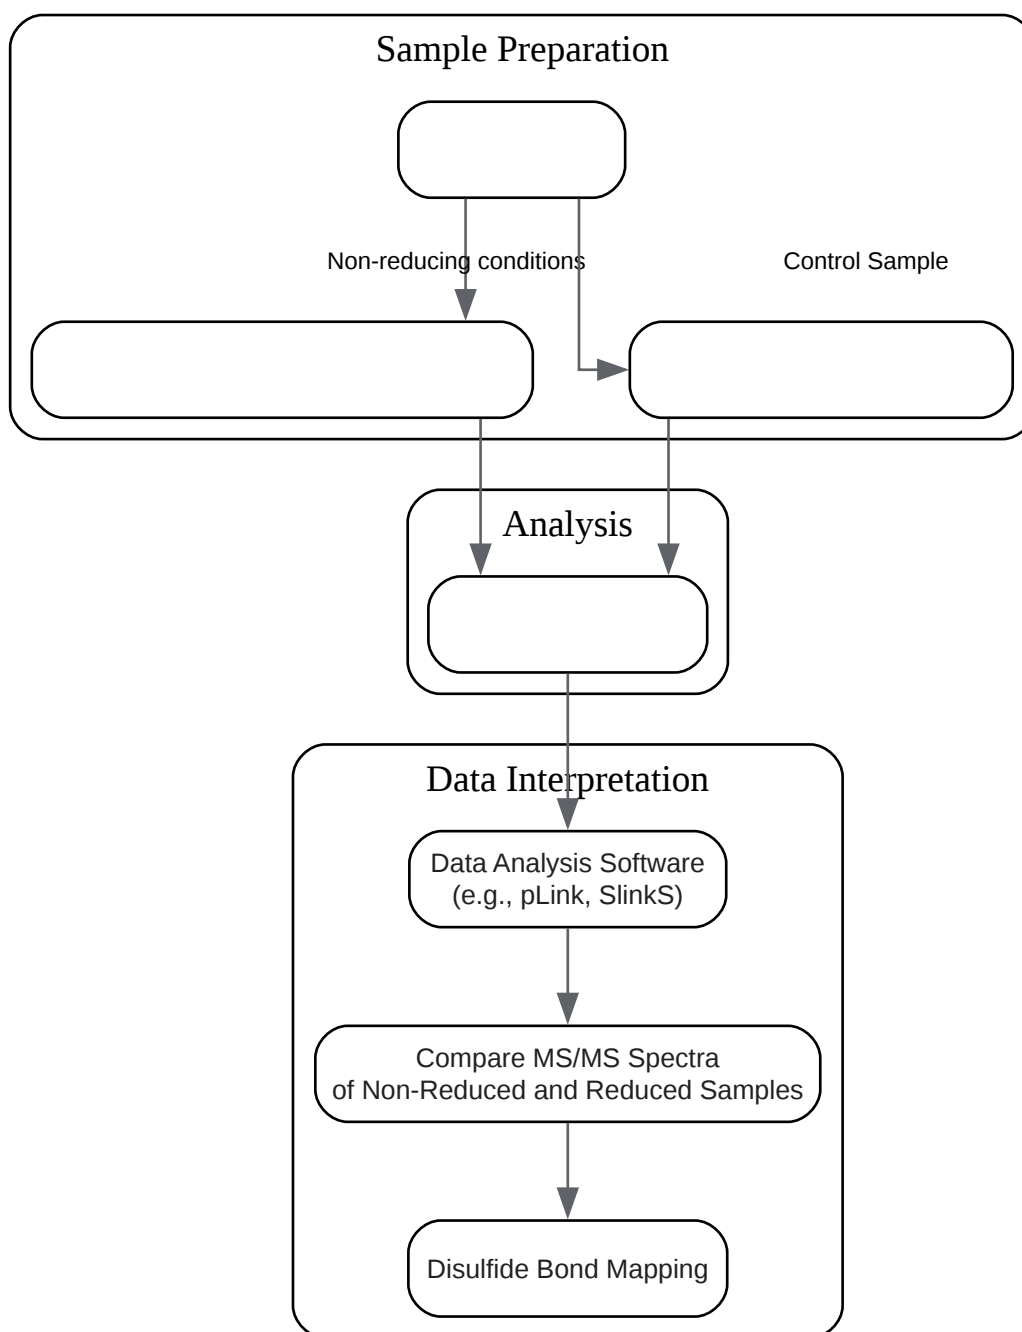 Sample Preparation
Non-reducing conditions
Control Sample
Analysis
Data Interpretation
Data Analysis Software
(e.g., pLink, SlinkS)
Compare MS/MS Spectra
of Non-Reduced and Reduced Samples
Disulfide Bond Mapping